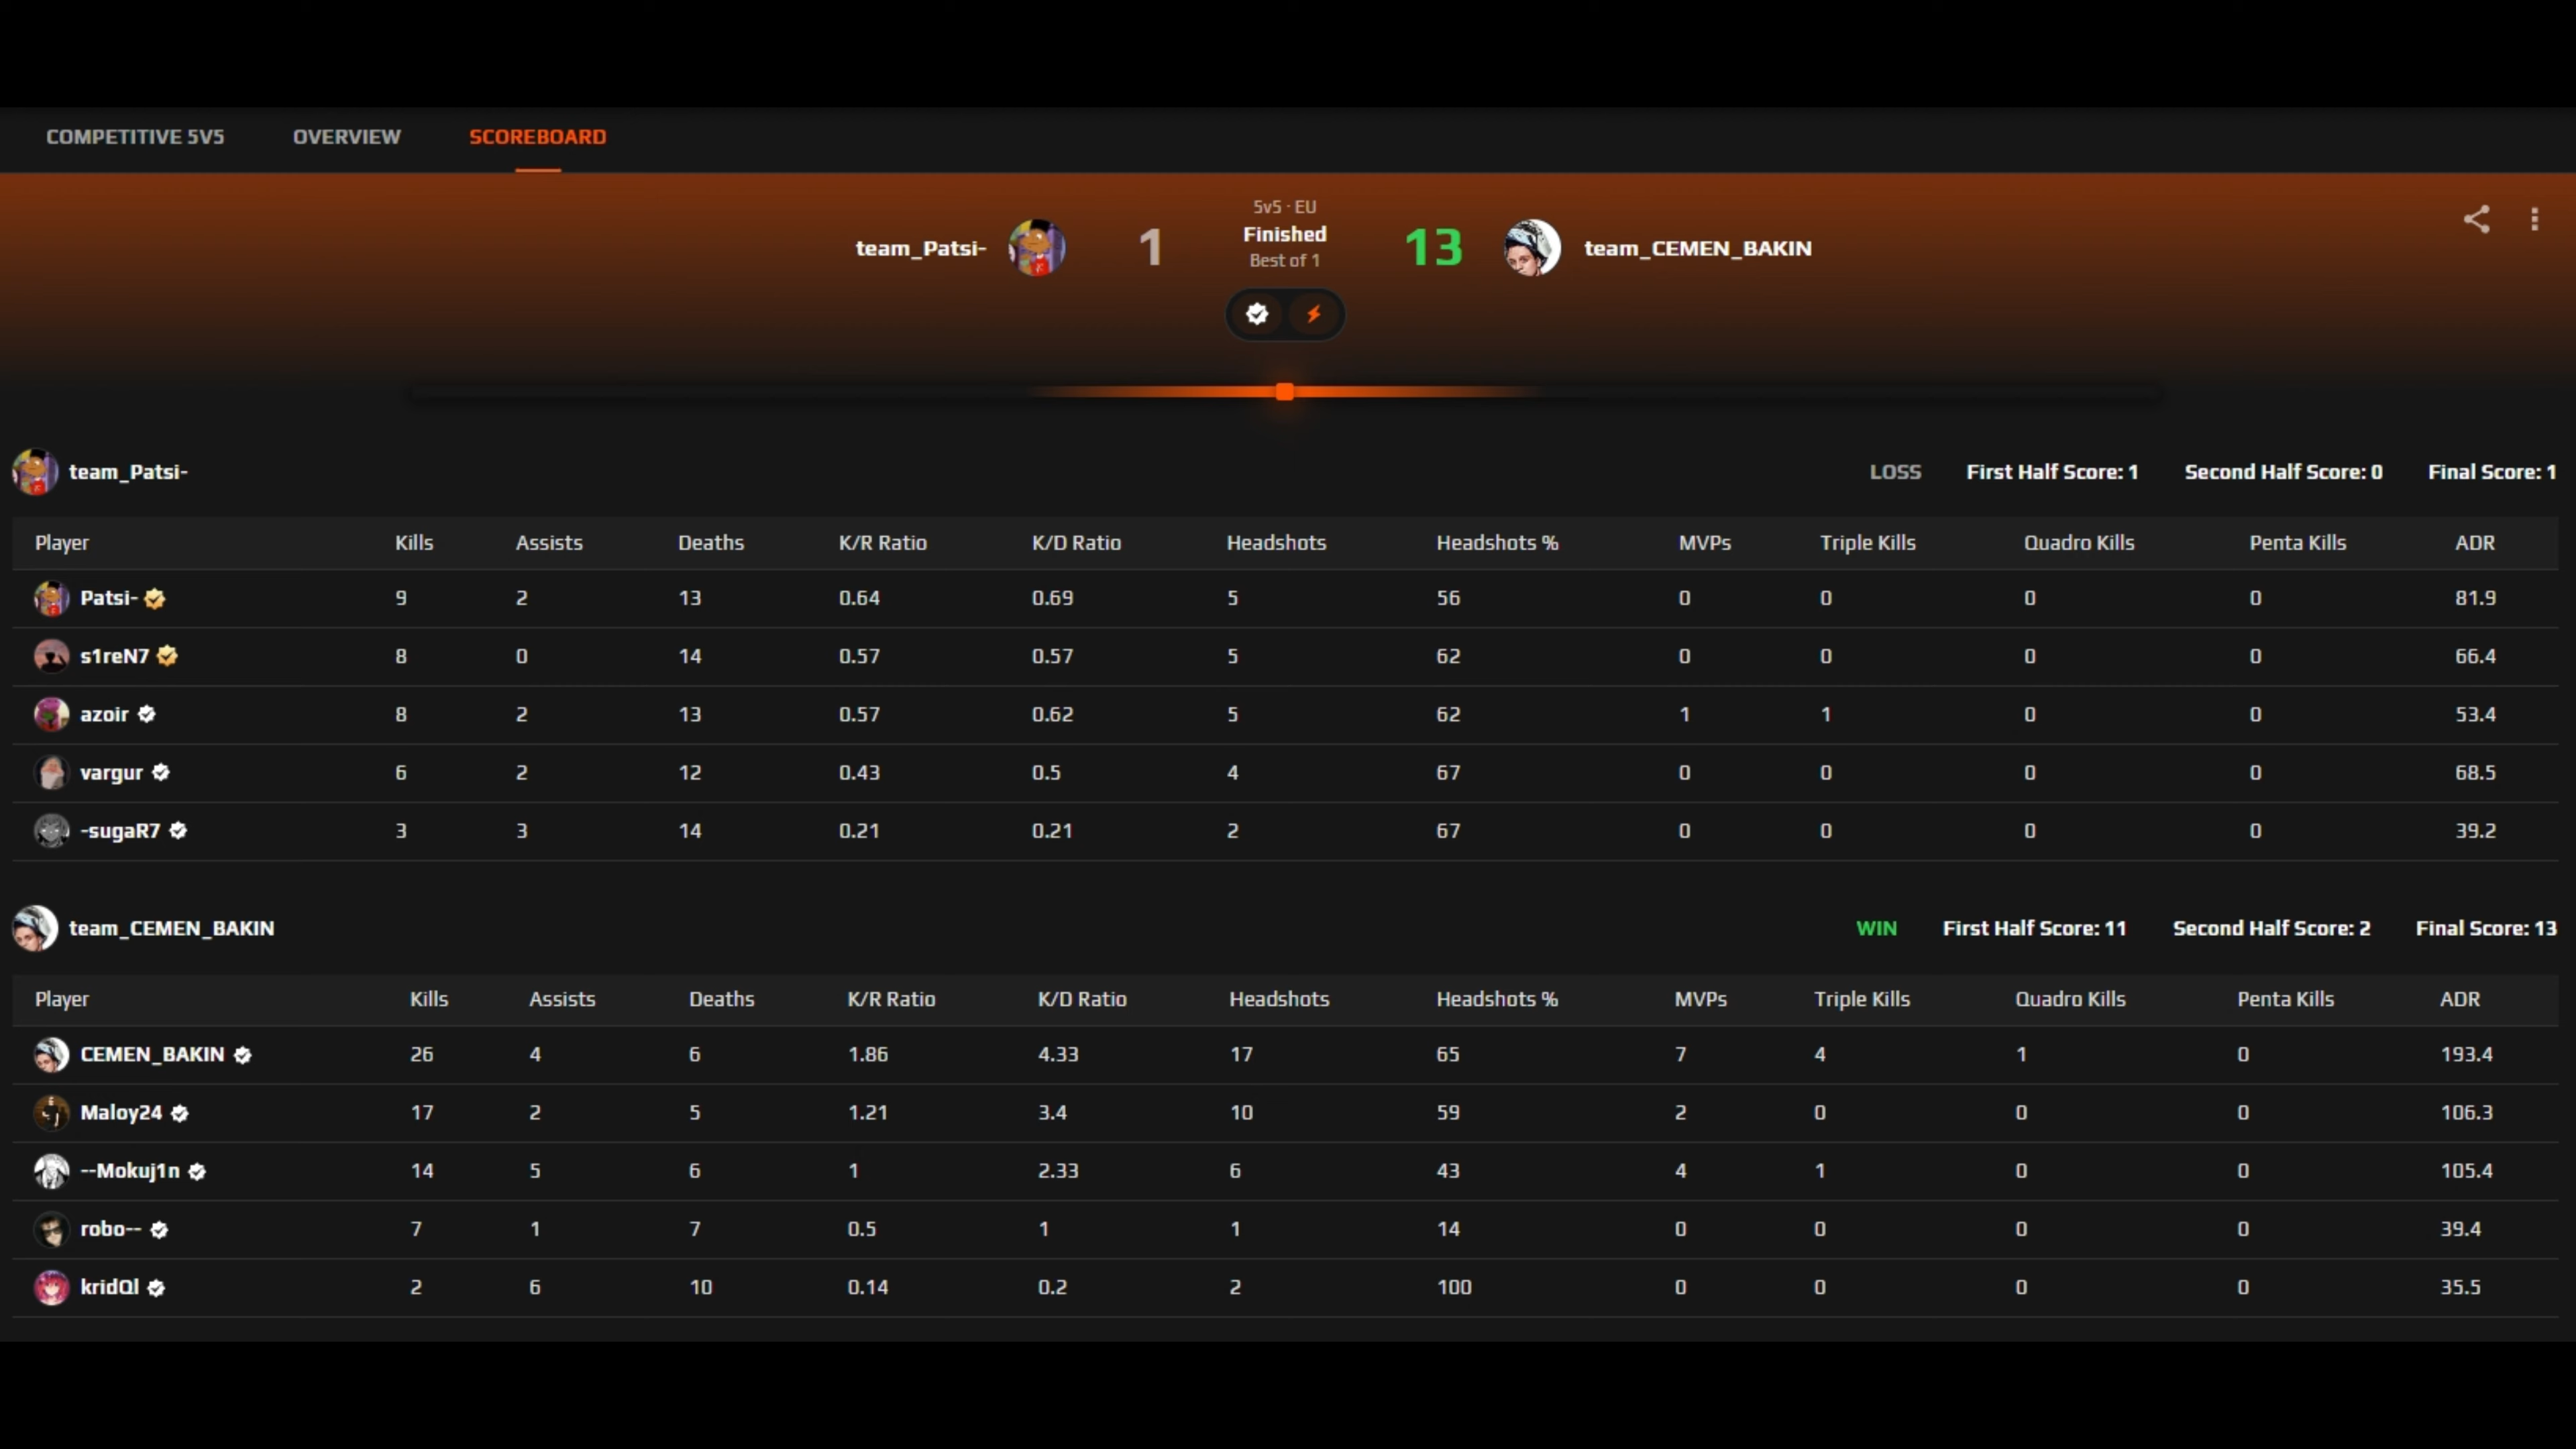 COMPETITIVE 5V5 OVERVIEW SCOREBOARD
5v5 · EU
team_Patsi- 1 Finished 13 team_CEMEN_BAKIN
Best of 1
team_Patsi- LOSS First Half Score: 1 Second Half Score: 0 Final Score: 1
Player Kills Assists Deaths K/R Ratio K/D Ratio Headshots Headshots % MVPs Triple Kills Quadro Kills Penta Kills ADR
Patsi- 9 2 13 0.64 0.69 5 56 0 0 0 0 81.9
s1reN7 8 0 14 0.57 0.57 5 62 0 0 0 0 66.4
azoir 8 2 13 0.57 0.62 5 62 1 1 0 0 53.4
vargur 6 2 12 0.43 0.5 4 67 0 0 0 0 68.5
-sugaR7 3 3 14 0.21 0.21 2 67 0 0 0 0 39.2
team_CEMEN_BAKIN WIN First Half Score: 11 Second Half Score: 2 Final Score: 13
Player Kills Assists Deaths K/R Ratio K/D Ratio Headshots Headshots % MVPs Triple Kills Quadro Kills Penta Kills ADR
CEMEN_BAKIN 26 4 6 1.86 4.33 17 65 7 4 1 0 193.4
Maloy24 17 2 5 1.21 3.4 10 59 2 0 0 0 106.3
--Mokuj1n 14 5 6 1 2.33 6 43 4 1 0 0 105.4
robo-- 7 1 7 0.5 1 1 14 0 0 0 0 39.4
kridQl 2 6 10 0.14 0.2 2 100 0 0 0 0 35.5